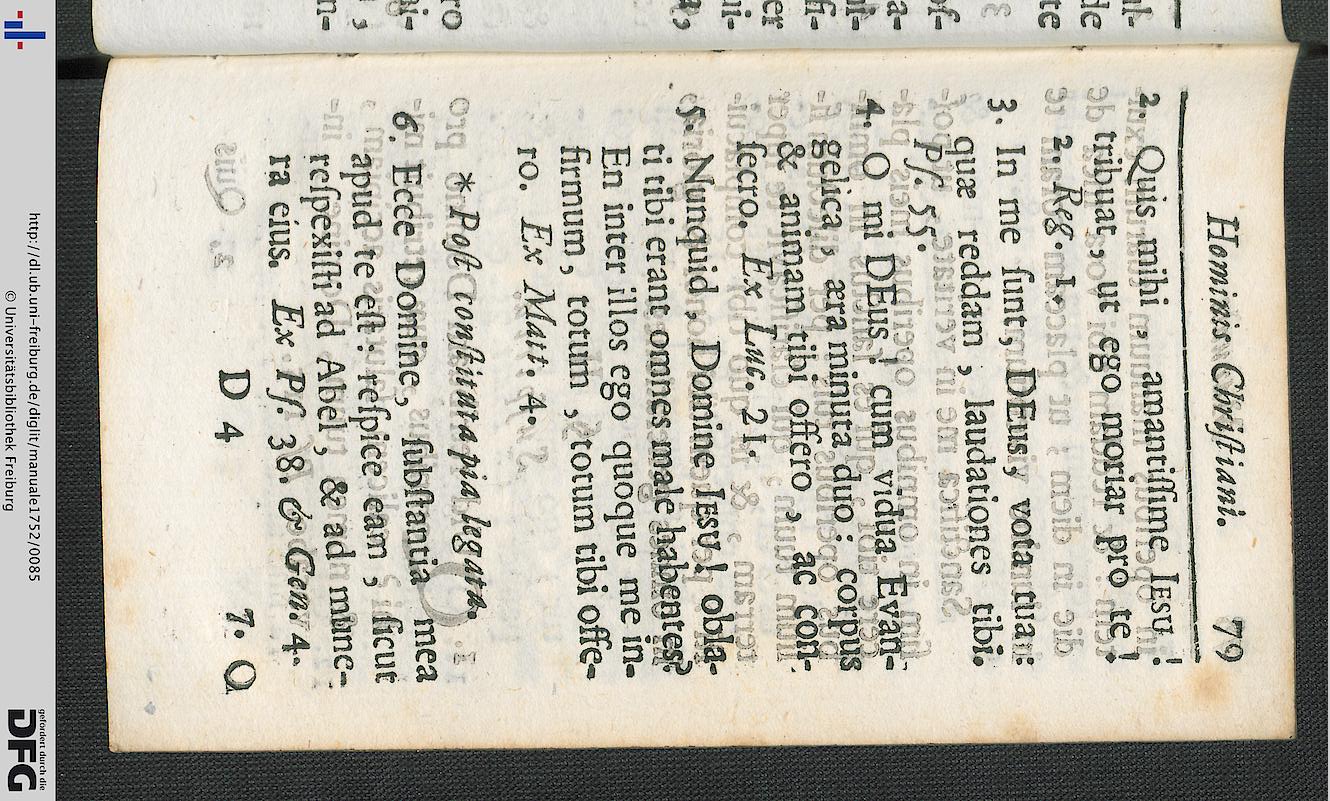 Hominis Chriſtiani. 79
2. Quis mihi, amantiſſime Iesu!
tribuat, ut ego moriar pro te!
2. Reg. 1.
3. In me ſunt, DEus, vota tua:
quæ reddam, laudationes tibi.
Pſ. 55.
4. O mi DEus! cum vidua Evan-
gelica, æra minuta duo: corpus
& animam tibi offero, ac con-
ſecro. Ex Luc. 21.
5. Nunquid, Domine Iesu! obla-
ti tibi erant omnes male habentes?
En inter illos ego quoque me in-
firmum, totum, totum tibi offe-
ro. Ex Matt. 4.
* Poſt conſtituta pia legata.
6. Ecce Domine, ſubſtantia mea
apud te eſt: reſpice eam, ſicut
reſpexiſti ad Abel, & ad mune-
ra eius. Ex Pſ. 38. & Gen. 4.
D 4 7. O
http://dl.ub.uni-freiburg.de/diglit/manuale1752/0085
© Universitätsbibliothek Freiburg
gefördert durch die
DFG